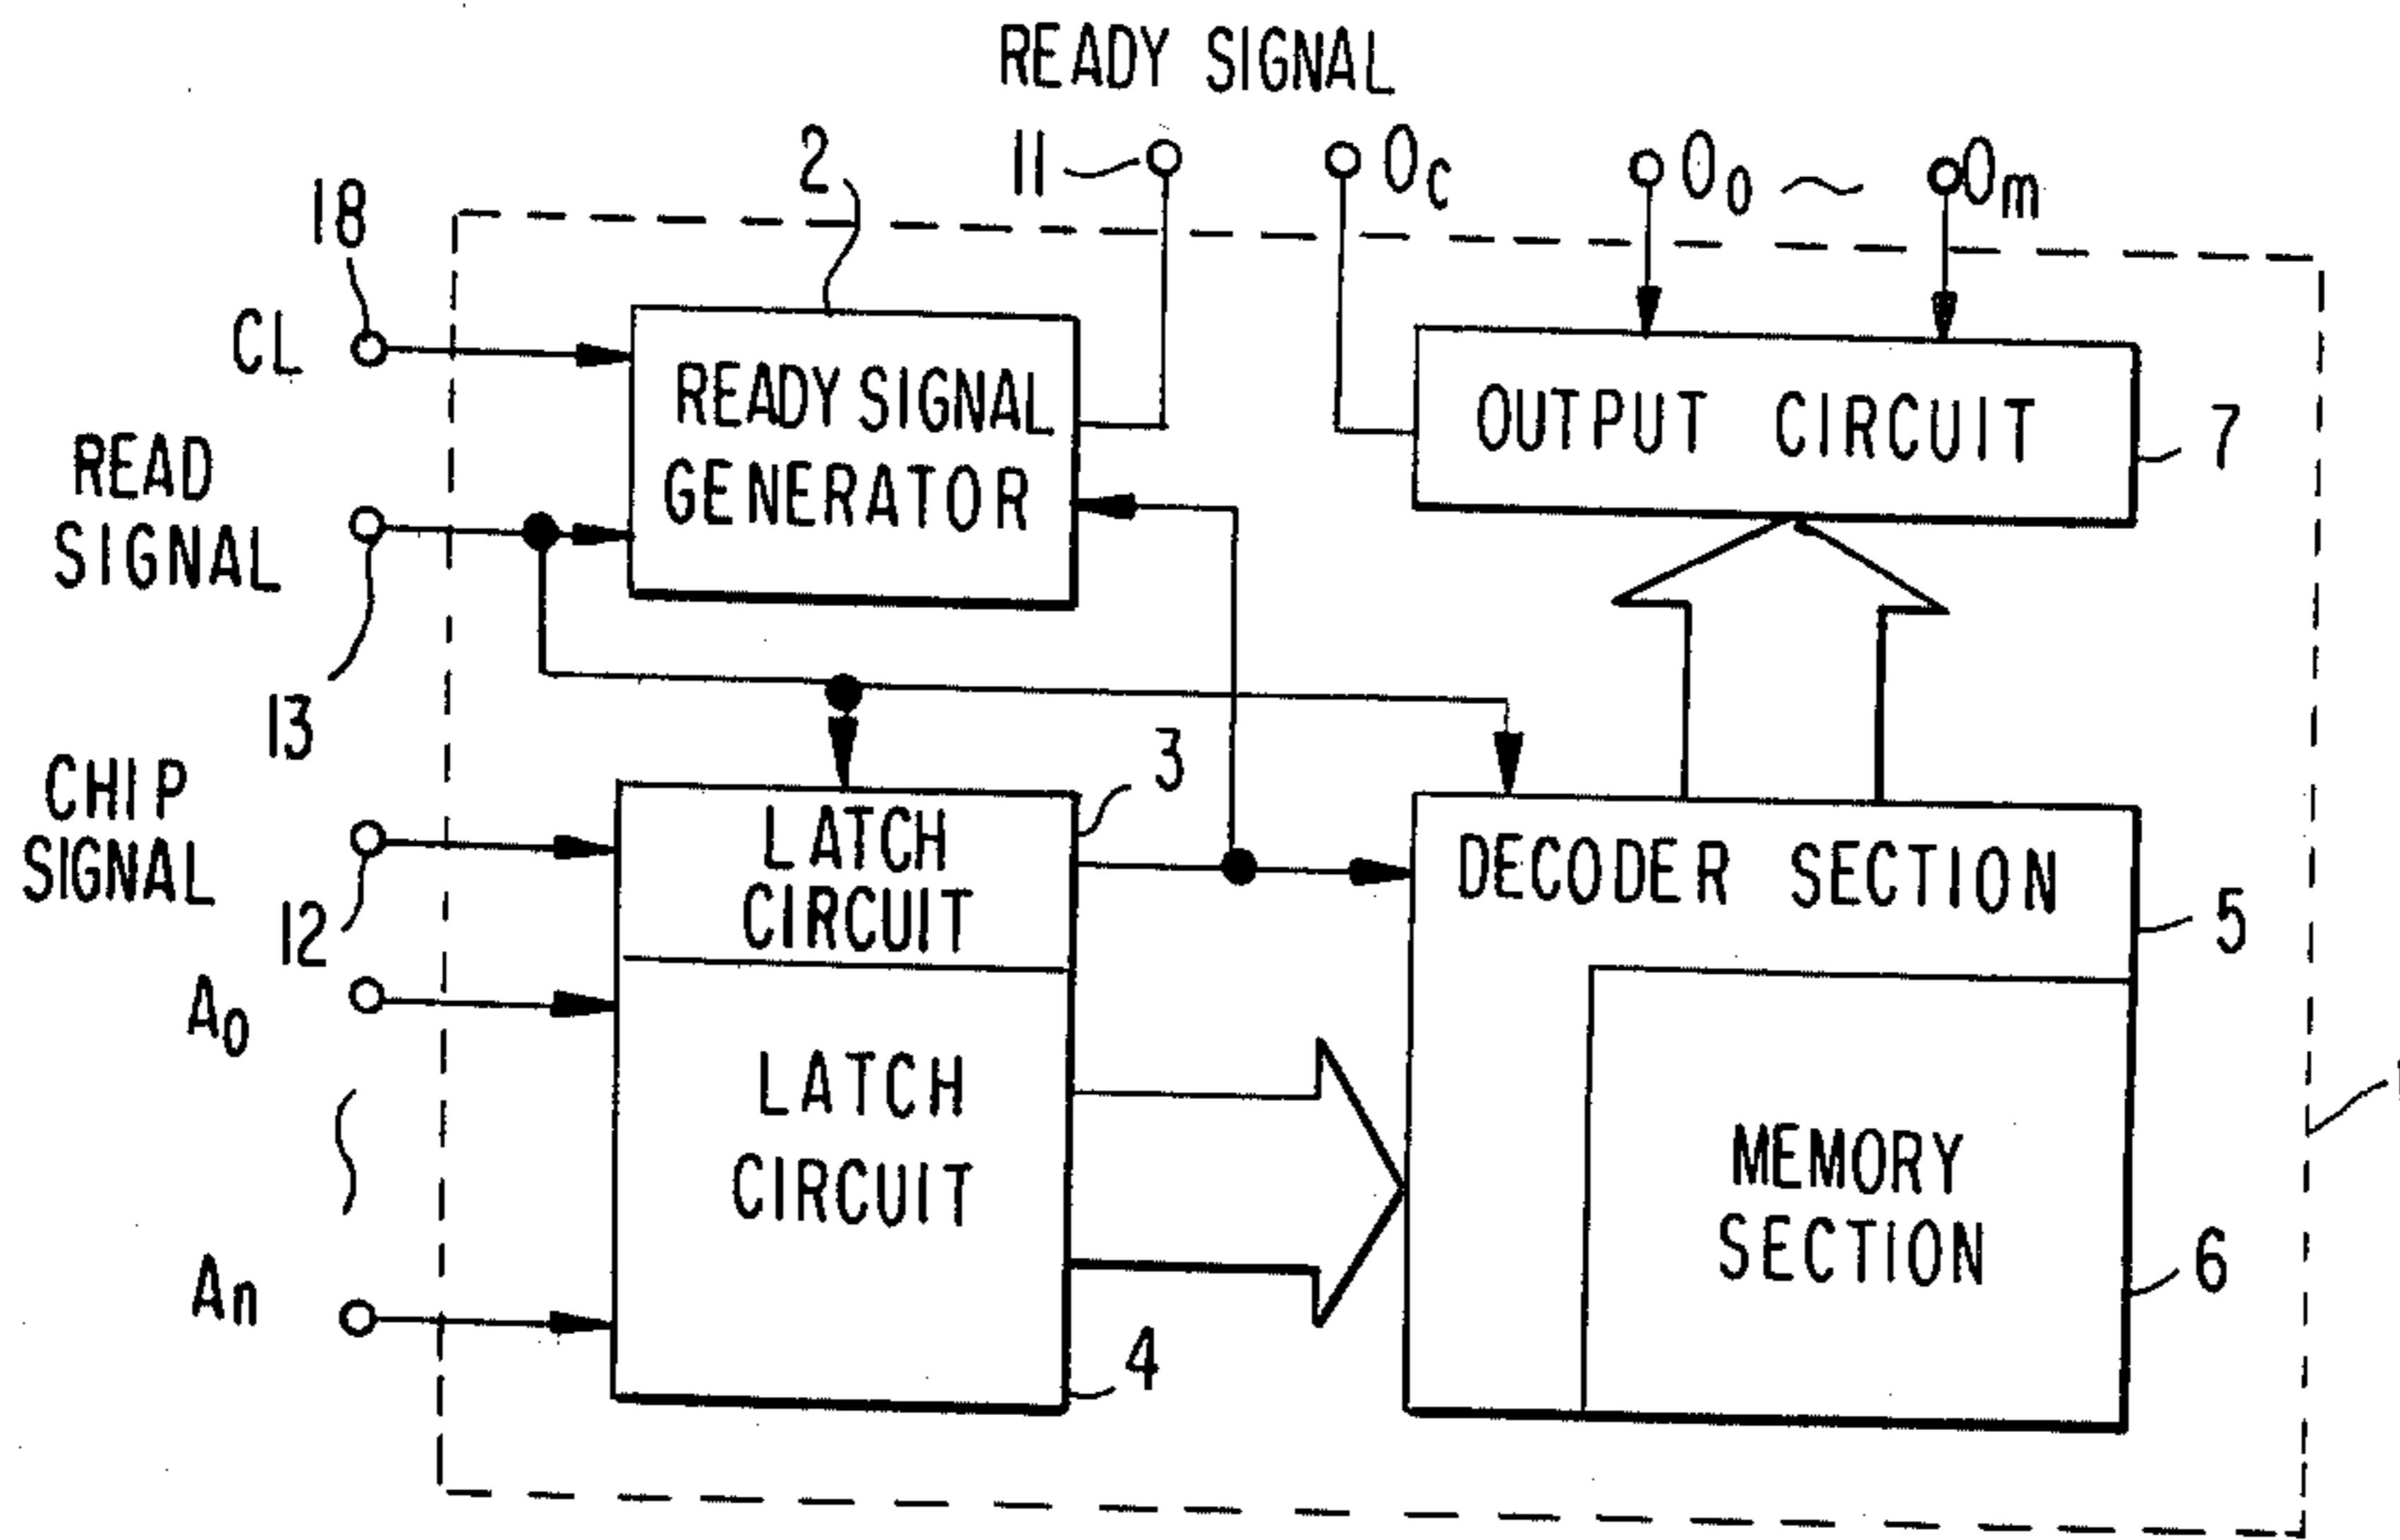 READY SIGNAL
11
Oc
O0 ~ Om
2
18
CL
READY SIGNAL
GENERATOR
OUTPUT CIRCUIT
7
READ
SIGNAL
13
3
CHIP
SIGNAL
12
LATCH
CIRCUIT
DECODER SECTION
5
A0
An
LATCH
CIRCUIT
4
MEMORY
SECTION
6